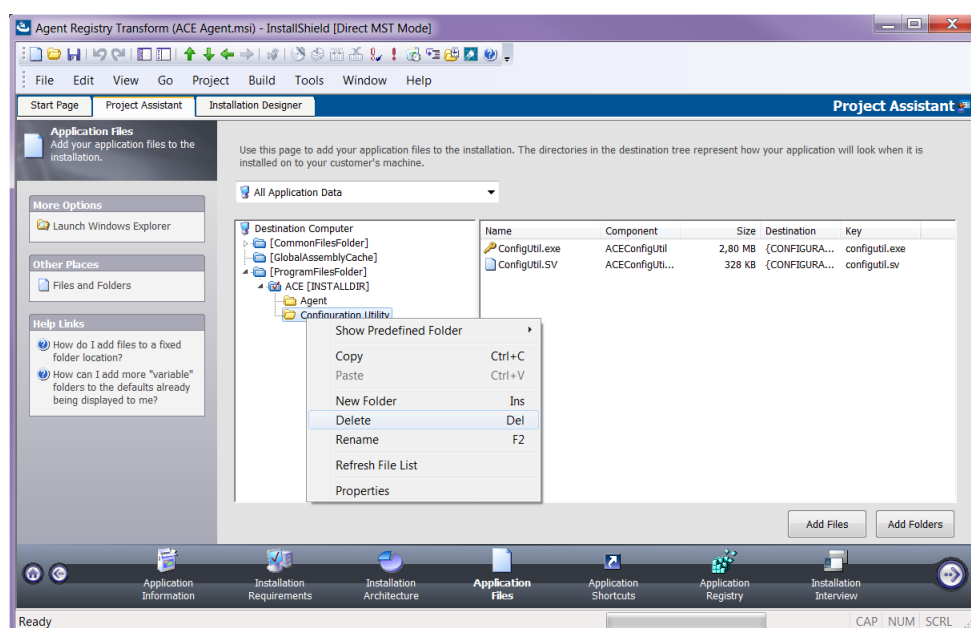 Agent Registry Transform (ACE Agent.msi) - InstallShield [Direct MST Mode]
File Edit View Go Project Build Tools Window Help
Start Page Project Assistant Installation Designer Project Assistant
Application Files
Add your application files to the
installation.
Use this page to add your application files to the installation. The directories in the destination tree represent how your application will look when it is
installed on to your customer's machine.
All Application Data
More Options
Launch Windows Explorer
Other Places
Files and Folders
Help Links
How do I add files to a fixed
folder location?
How can I add more "variable"
folders to the defaults already
being displayed to me?
Destination Computer
[CommonFilesFolder]
[GlobalAssemblyCache]
[ProgramFilesFolder]
ACE [INSTALLDIR]
Agent
Configuration Utility
Name Component Size Destination Key
ConfigUtil.exe ACEConfigUtil 2,80 MB {CONFIGURA... configutil.exe
ConfigUtil.SV ACEConfigUti... 328 KB {CONFIGURA... configutil.sv
Show Predefined Folder
Copy Ctrl+C
Paste Ctrl+V
New Folder Ins
Delete Del
Rename F2
Refresh File List
Properties
Add Files Add Folders
Application
Information
Installation
Requirements
Installation
Architecture
Application
Files
Application
Shortcuts
Application
Registry
Installation
Interview
Ready CAP NUM SCRL